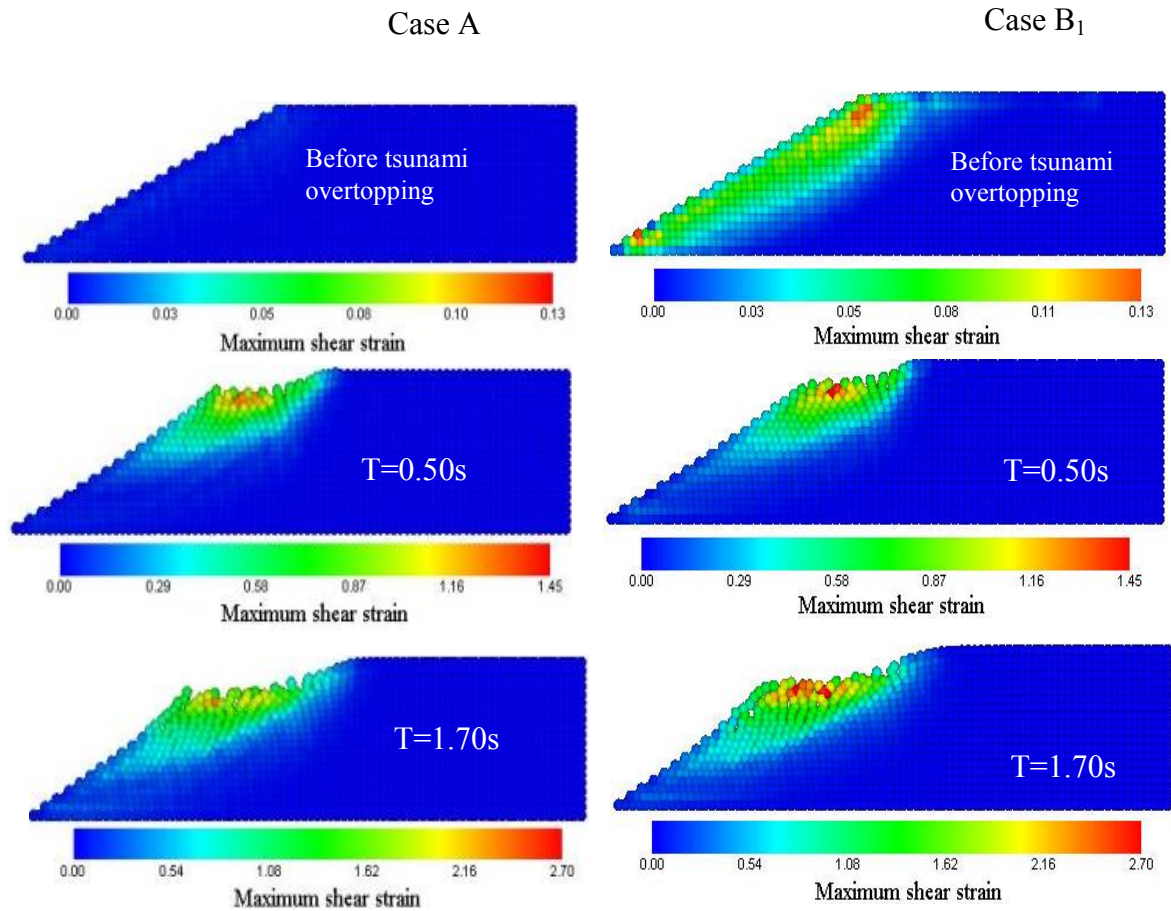 Case A
Case B₁
Before tsunami
overtopping
0.00 0.03 0.05 0.08 0.10 0.13
Maximum shear strain
Before tsunami
overtopping
0.00 0.03 0.05 0.08 0.11 0.13
Maximum shear strain
T=0.50s
0.00 0.29 0.58 0.87 1.16 1.45
Maximum shear strain
T=0.50s
0.00 0.29 0.58 0.87 1.16 1.45
Maximum shear strain
T=1.70s
0.00 0.54 1.08 1.62 2.16 2.70
Maximum shear strain
T=1.70s
0.00 0.54 1.08 1.62 2.16 2.70
Maximum shear strain